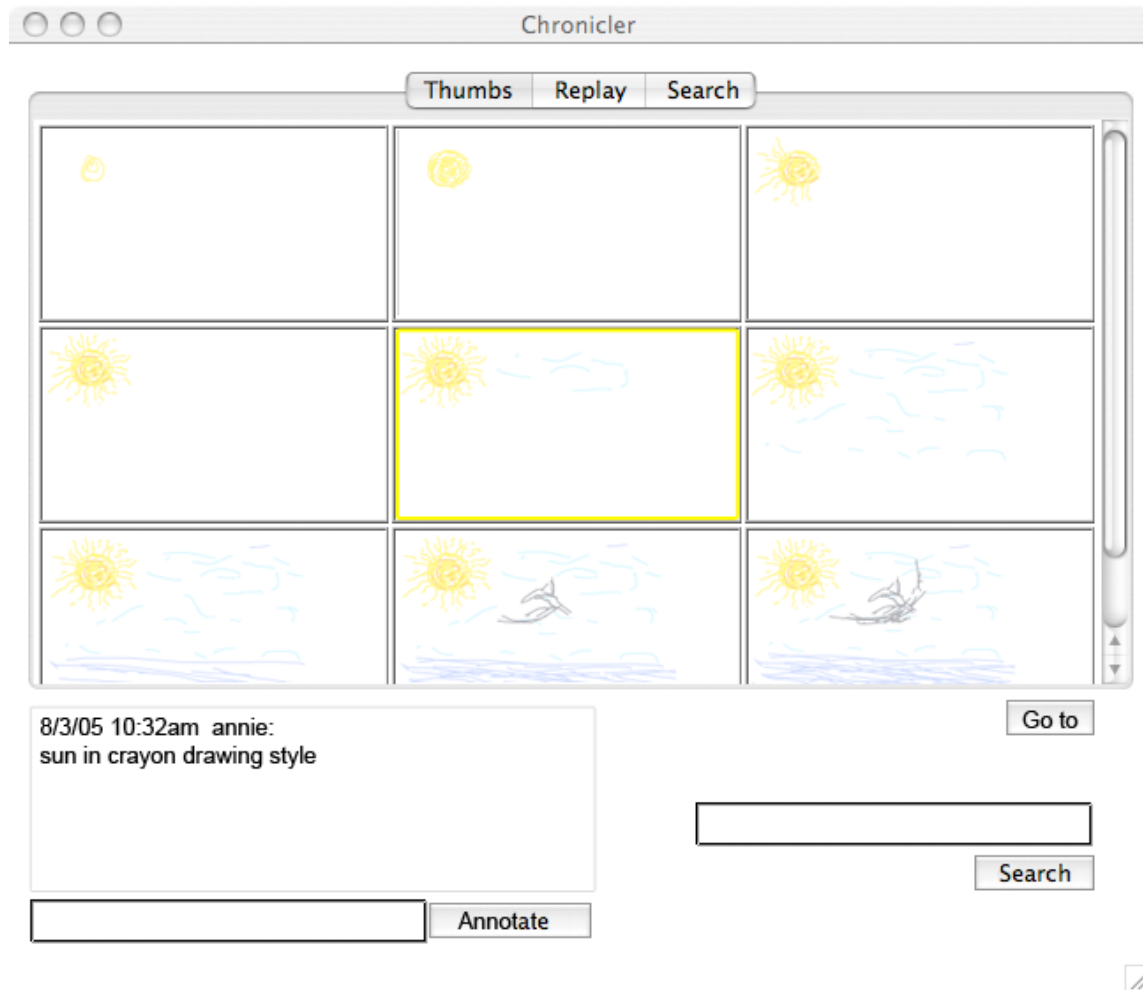 Chronicler
Thumbs Replay Search
8/3/05 10:32am annie:
sun in crayon drawing style
Go to
Search
Annotate